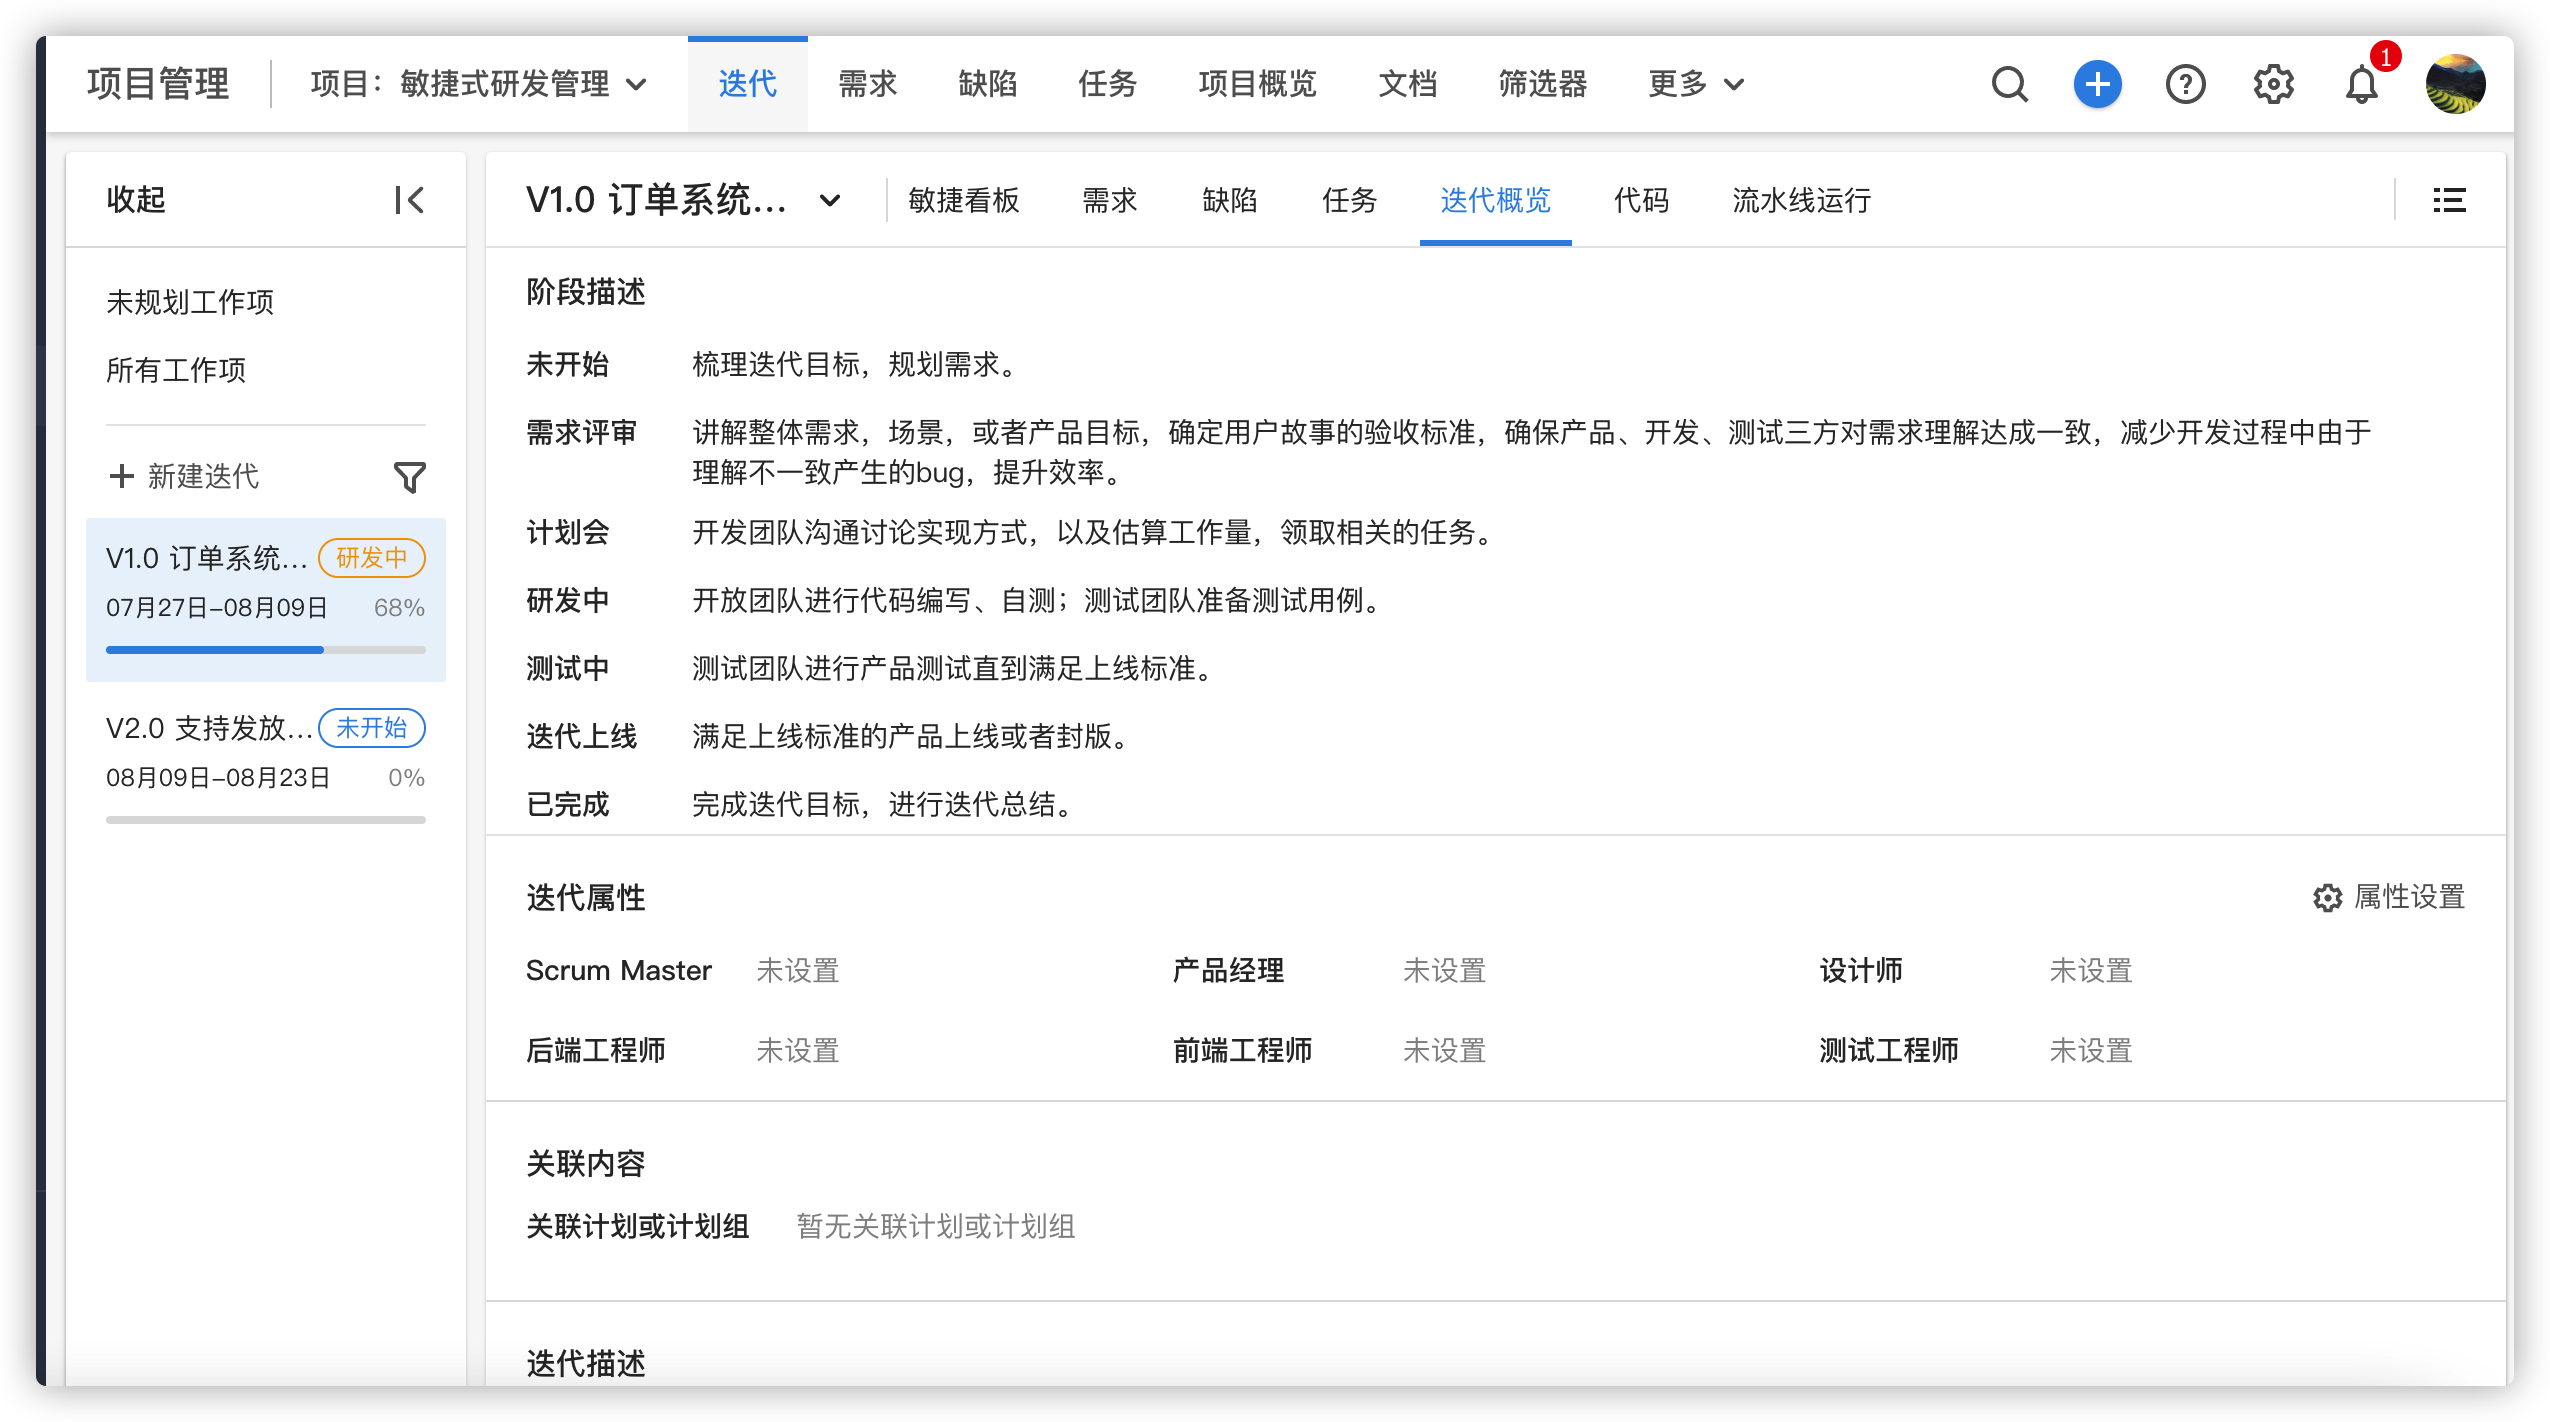 项目管理
项目：敏捷式研发管理
迭代
需求
缺陷
任务
项目概览
文档
筛选器
更多
1
收起
未规划工作项
所有工作项
新建迭代
V1.0 订单系统...
研发中
07月27日-08月09日
68%
V2.0 支持发放...
未开始
08月09日-08月23日
0%
V1.0 订单系统...
敏捷看板
需求
缺陷
任务
迭代概览
代码
流水线运行
阶段描述
未开始 梳理迭代目标，规划需求。
需求评审 讲解整体需求，场景，或者产品目标，确定用户故事的验收标准，确保产品、开发、测试三方对需求理解达成一致，减少开发过程中由于
理解不一致产生的bug，提升效率。
计划会 开发团队沟通讨论实现方式，以及估算工作量，领取相关的任务。
研发中 开放团队进行代码编写、自测；测试团队准备测试用例。
测试中 测试团队进行产品测试直到满足上线标准。
迭代上线 满足上线标准的产品上线或者封版。
已完成 完成迭代目标，进行迭代总结。
迭代属性
属性设置
Scrum Master 未设置 产品经理 未设置 设计师 未设置
后端工程师 未设置 前端工程师 未设置 测试工程师 未设置
关联内容
关联计划或计划组 暂无关联计划或计划组
迭代描述